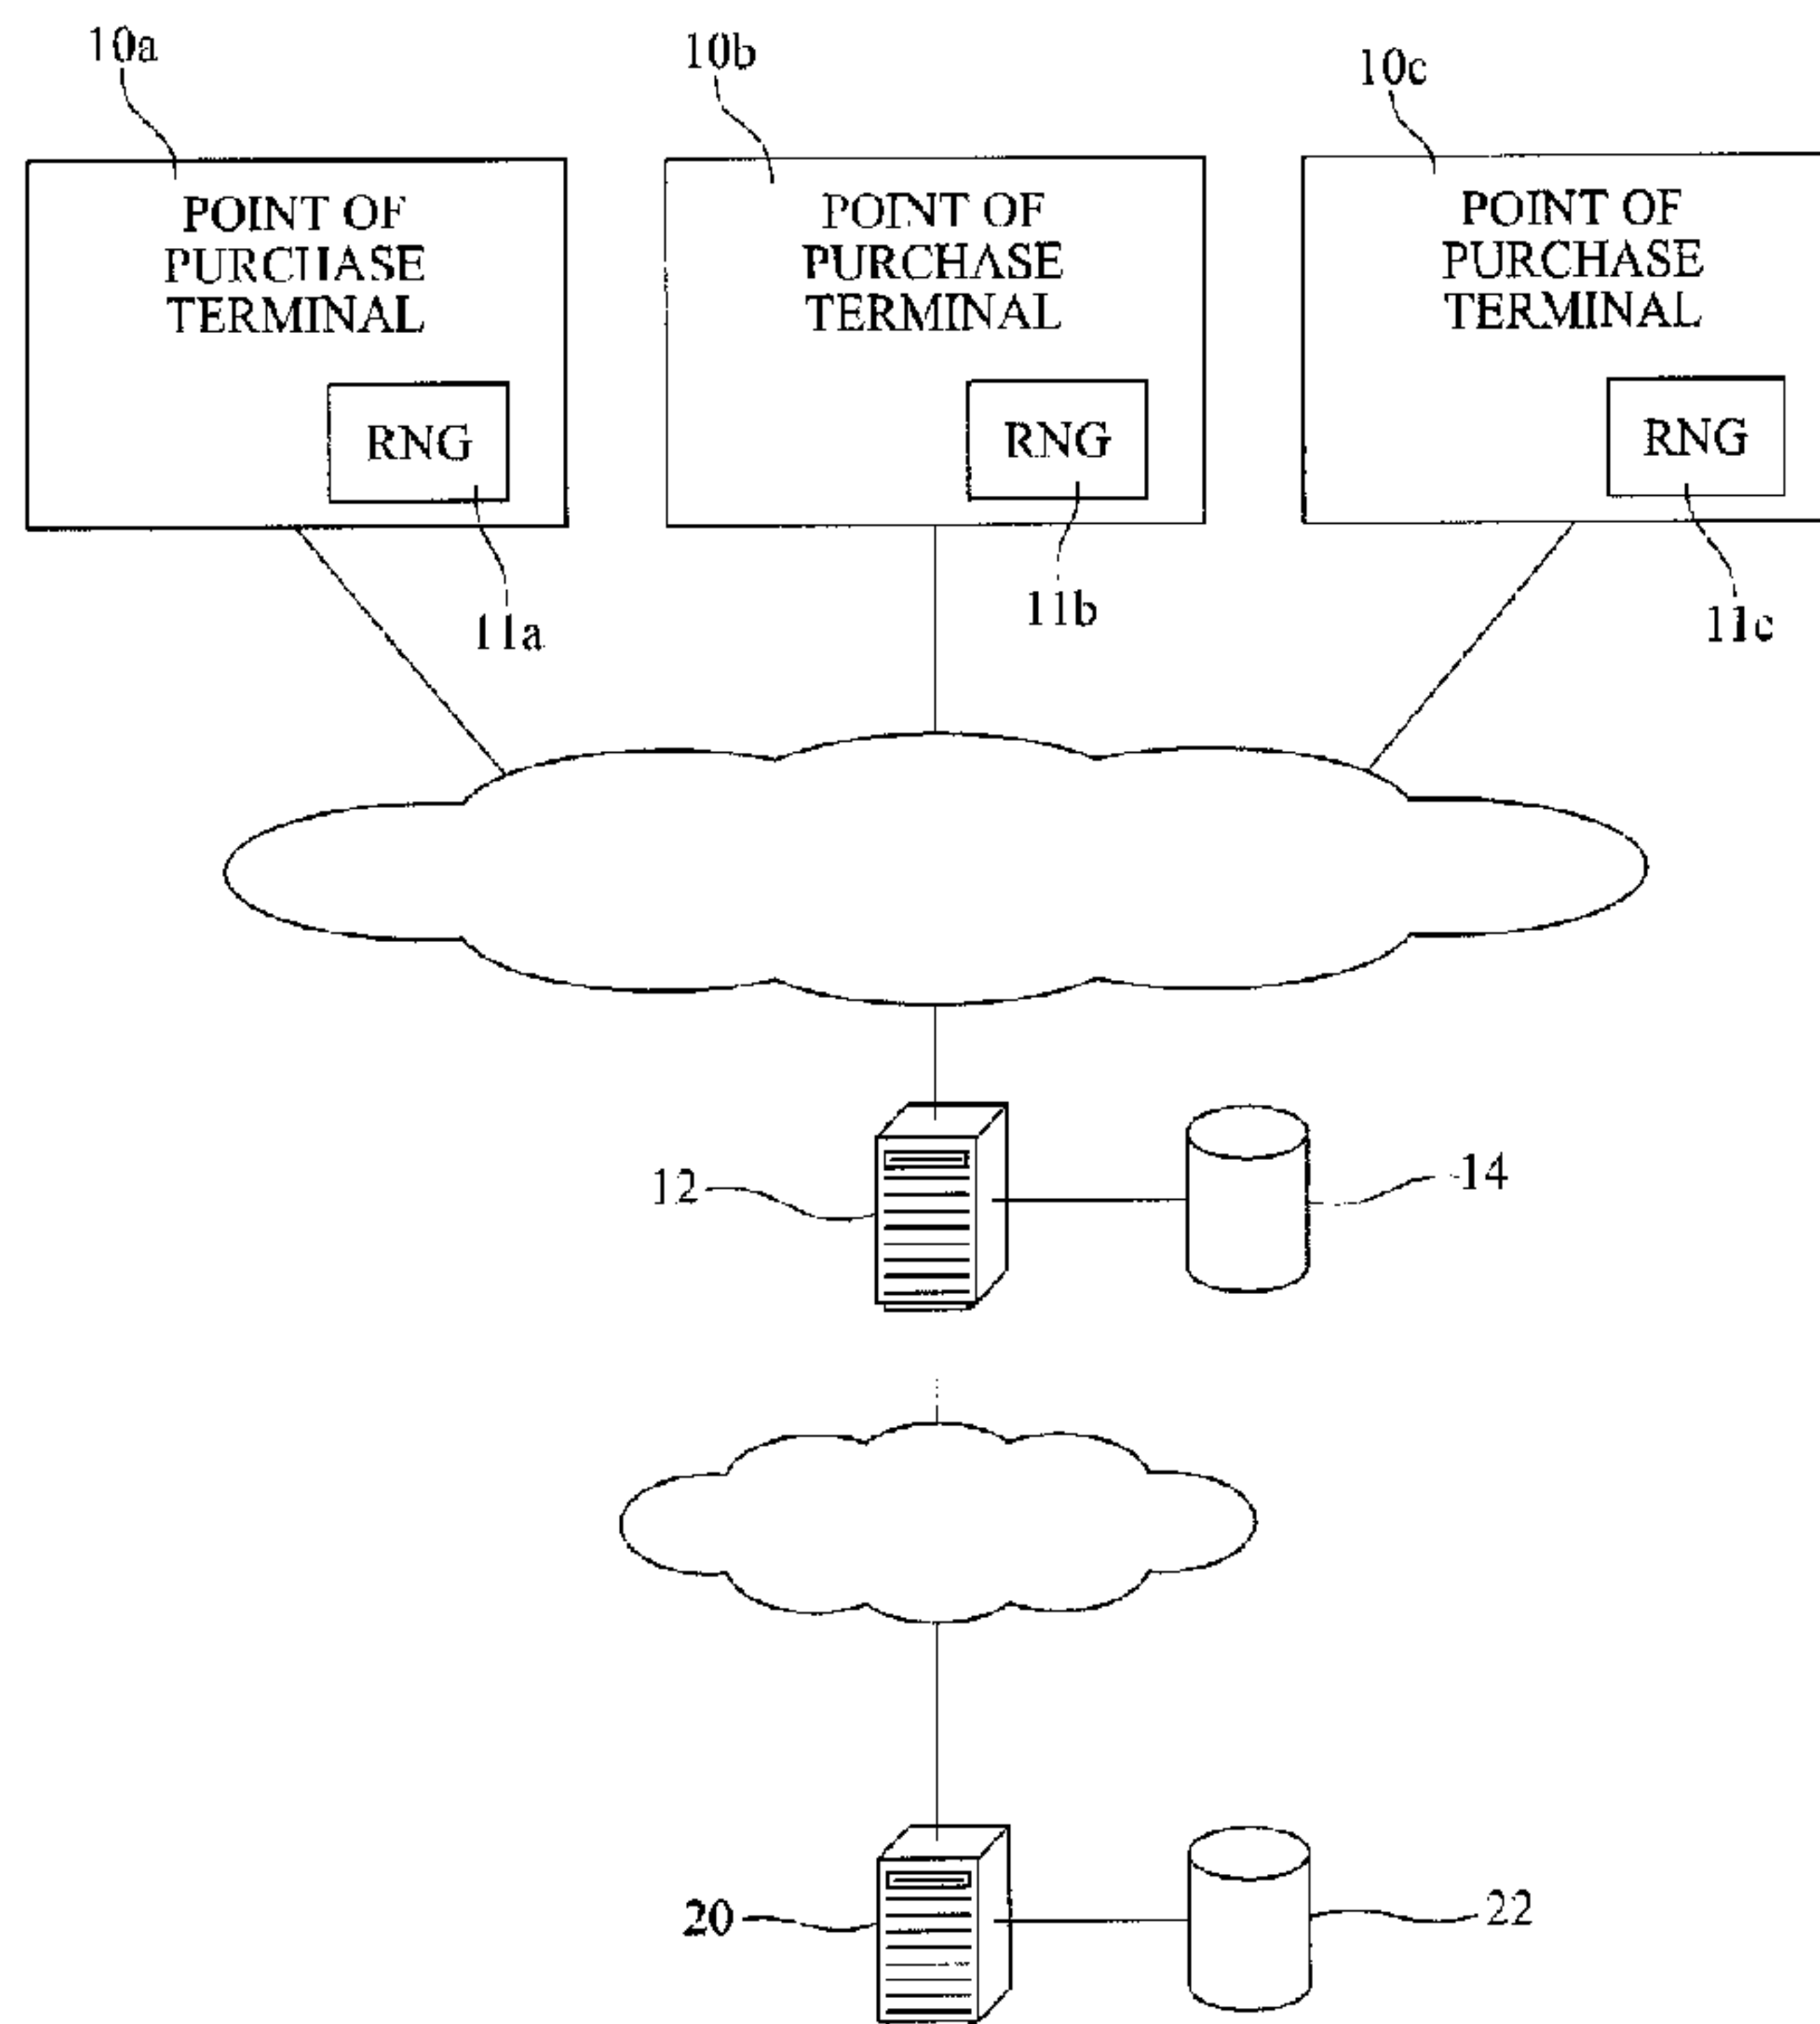 10a
10b
10c
POINT OF
PURCHASE
TERMINAL
RNG
POINT OF
PURCHASE
TERMINAL
RNG
POINT OF
PURCHASE
TERMINAL
RNG
11a
11b
11c
12
14
20
22